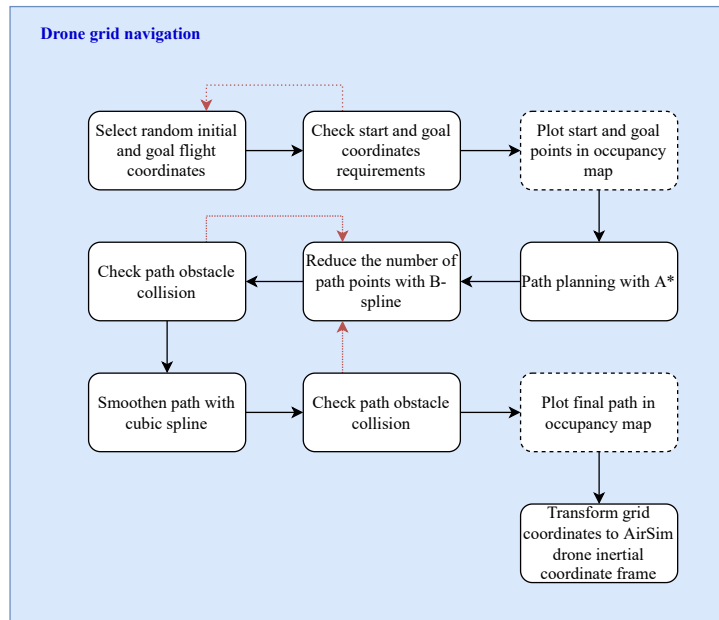 Drone grid navigation
Select random initial
and goal flight
coordinates
Check start and goal
coordinates
requirements
Plot start and goal
points in occupancy
map
Check path obstacle
collision
Reduce the number of
path points with B-
spline
Path planning with A*
Smoothen path with
cubic spline
Check path obstacle
collision
Plot final path in
occupancy map
Transform grid
coordinates to AirSim
drone inertial
coordinate frame